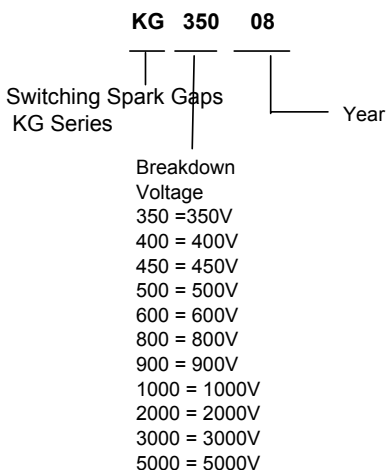 KG 350 08
Switching Spark Gaps
KG Series
Year
Breakdown
Voltage
350 =350V
400 = 400V
450 = 450V
500 = 500V
600 = 600V
800 = 800V
900 = 900V
1000 = 1000V
2000 = 2000V
3000 = 3000V
5000 = 5000V